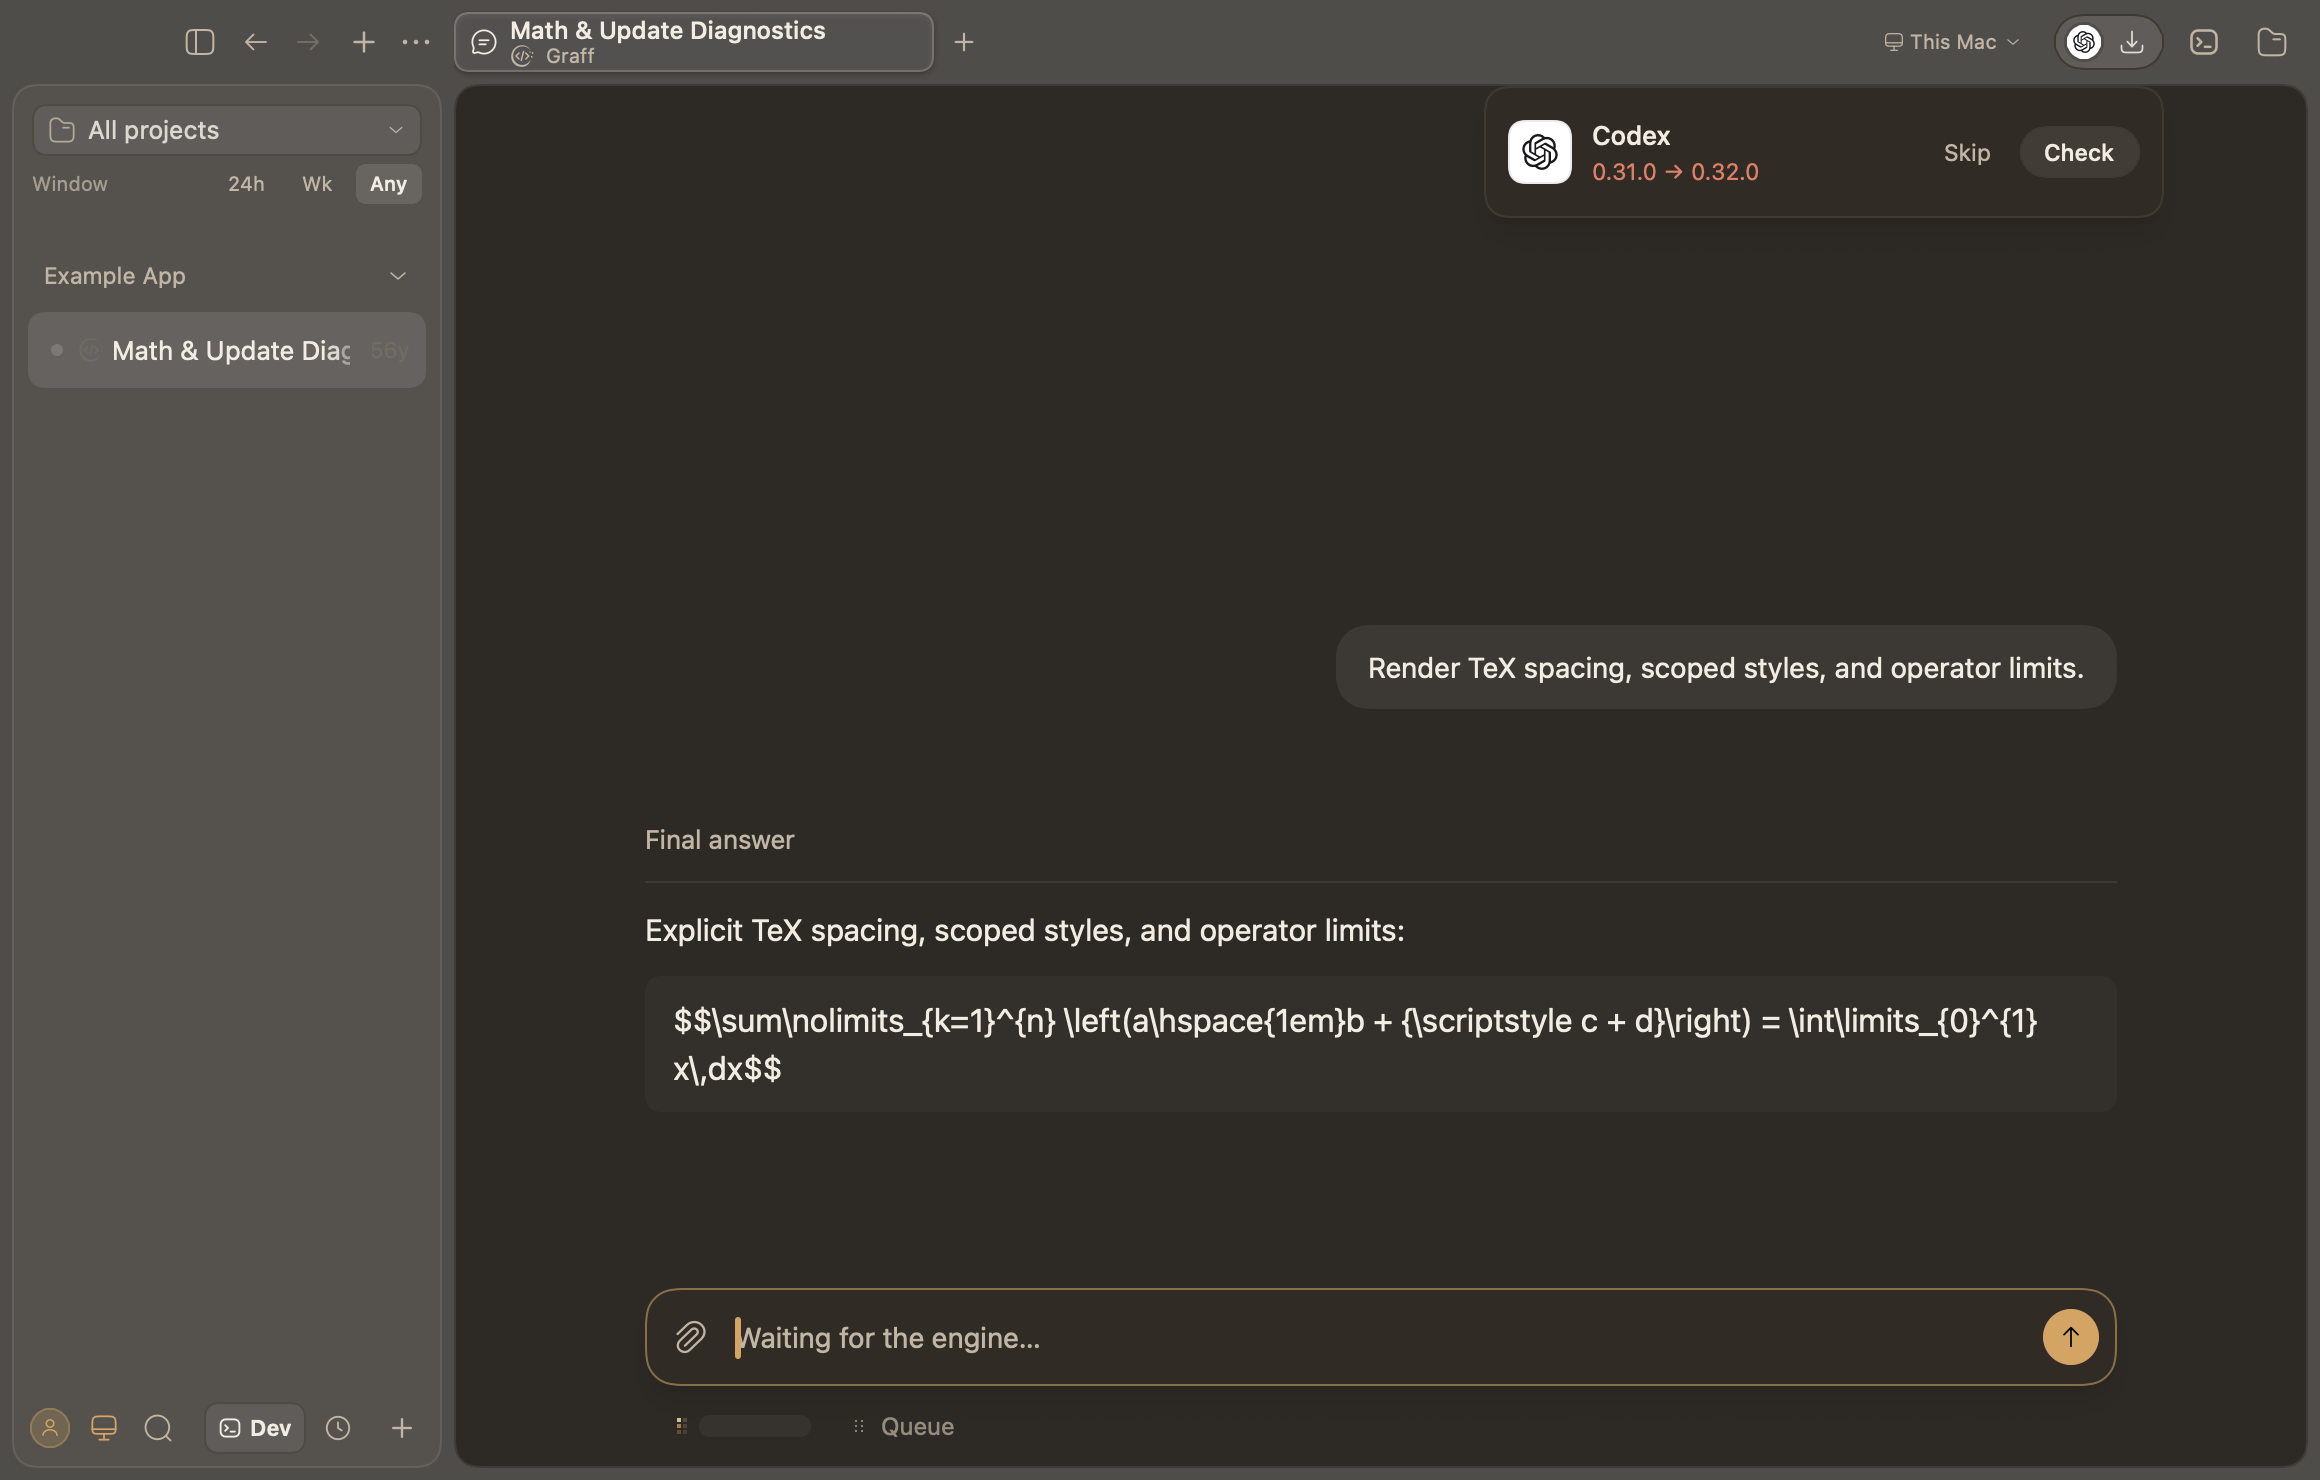 Math & Update Diagnostics
Graff
This Mac
All projects
Window 24h Wk Any
Example App
Math & Update Diag 56y
Codex
0.31.0 → 0.32.0
Skip
Check
Render TeX spacing, scoped styles, and operator limits.
Final answer
Explicit TeX spacing, scoped styles, and operator limits:
$$\sum\nolimits_{k=1}^{n} \left(a\hspace{1em}b + {\scriptstyle c + d}\right) = \int\limits_{0}^{1}
x\,dx$$
Waiting for the engine...
Queue
Dev